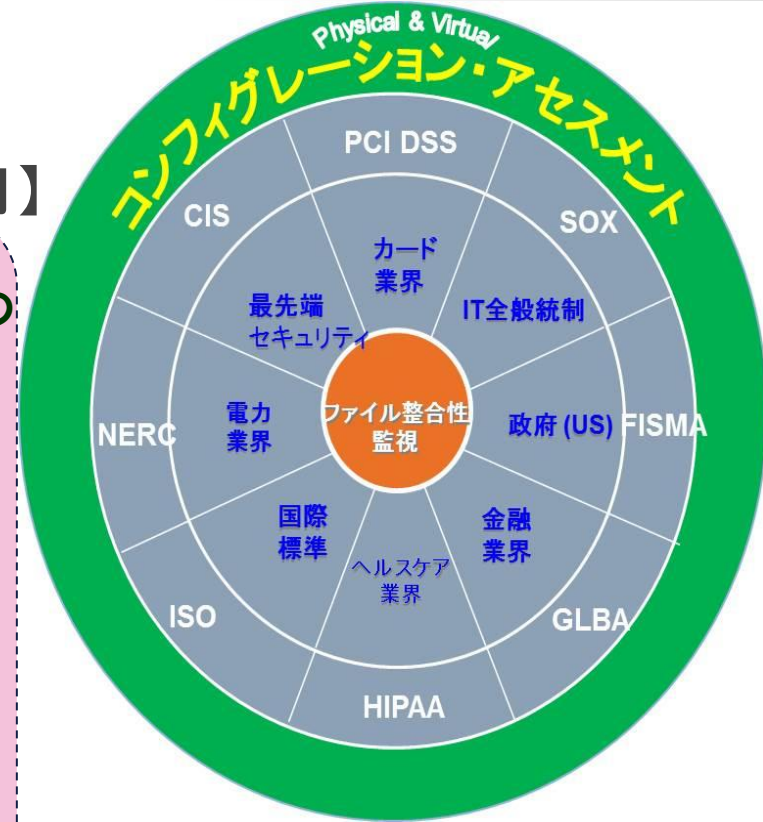 Physical & Virtual
コンフィグレーション・アセスメント
】
の
PCI DSS
SOX
FISMA
GLBA
HIPAA
ISO
NERC
CIS
カード
業界
IT全般統制
政府 (US)
金融
業界
ヘルスケア
業界
国際
標準
電力
業界
最先端
セキュリティ
ファイル整合性
監視